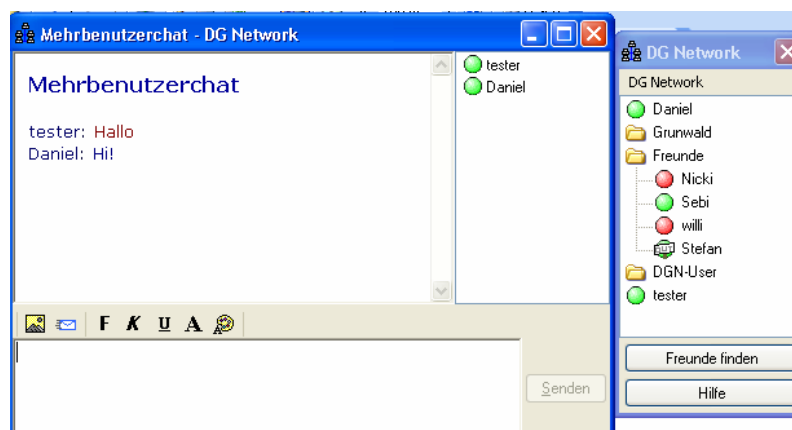 Mehrbenutzerchat - DG Network
Mehrbenutzerchat
tester: Hallo
Daniel: Hi!
tester
Daniel
F K U A
Senden
DG Network
DG Network
Daniel
Grunwald
Freunde
Nicki
Sebi
willi
Stefan
DGN-User
tester
Freunde finden
Hilfe